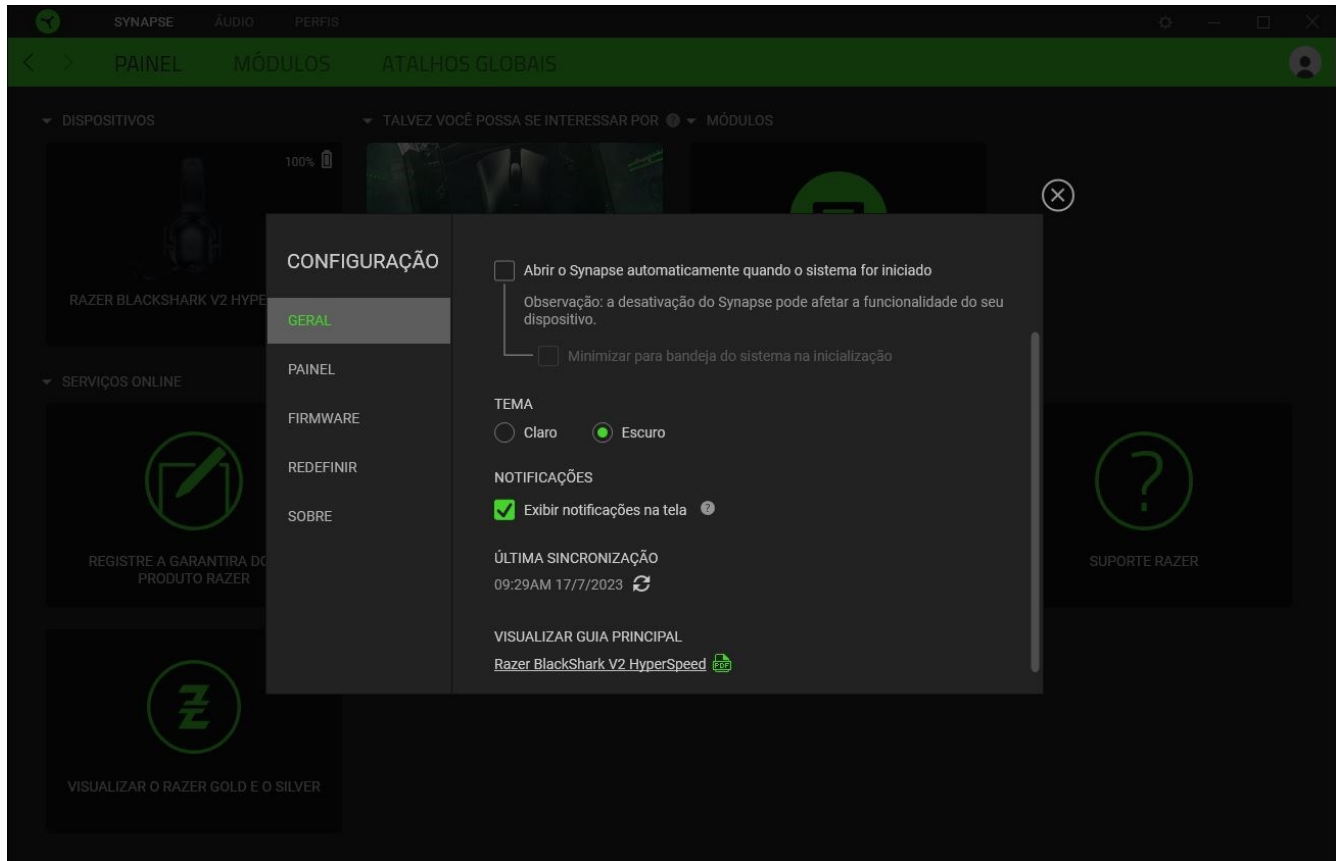 SYNAPSE ÁUDIO PERFIS
PAINEL MÓDULOS ATALHOS GLOBAIS
DISPOSITIVOS
TALVEZ VOCÊ POSSA SE INTERESSAR POR ?
MÓDULOS
100%
RAZER BLACKSHARK V2 HYPE
SERVIÇOS ONLINE
REGISTRE A GARANTIRA DO
PRODUTO RAZER
?
SUPORTE RAZER
VISUALIZAR O RAZER GOLD E O SILVER
CONFIGURAÇÃO
GERAL
PAINEL
FIRMWARE
REDEFINIR
SOBRE
Abrir o Synapse automaticamente quando o sistema for iniciado
Observação: a desativação do Synapse pode afetar a funcionalidade do seu
dispositivo.
Minimizar para bandeja do sistema na inicialização
TEMA
Claro Escuro
NOTIFICAÇÕES
Exibir notificações na tela ?
ÚLTIMA SINCRONIZAÇÃO
09:29AM 17/7/2023
VISUALIZAR GUIA PRINCIPAL
Razer BlackShark V2 HyperSpeed PDF